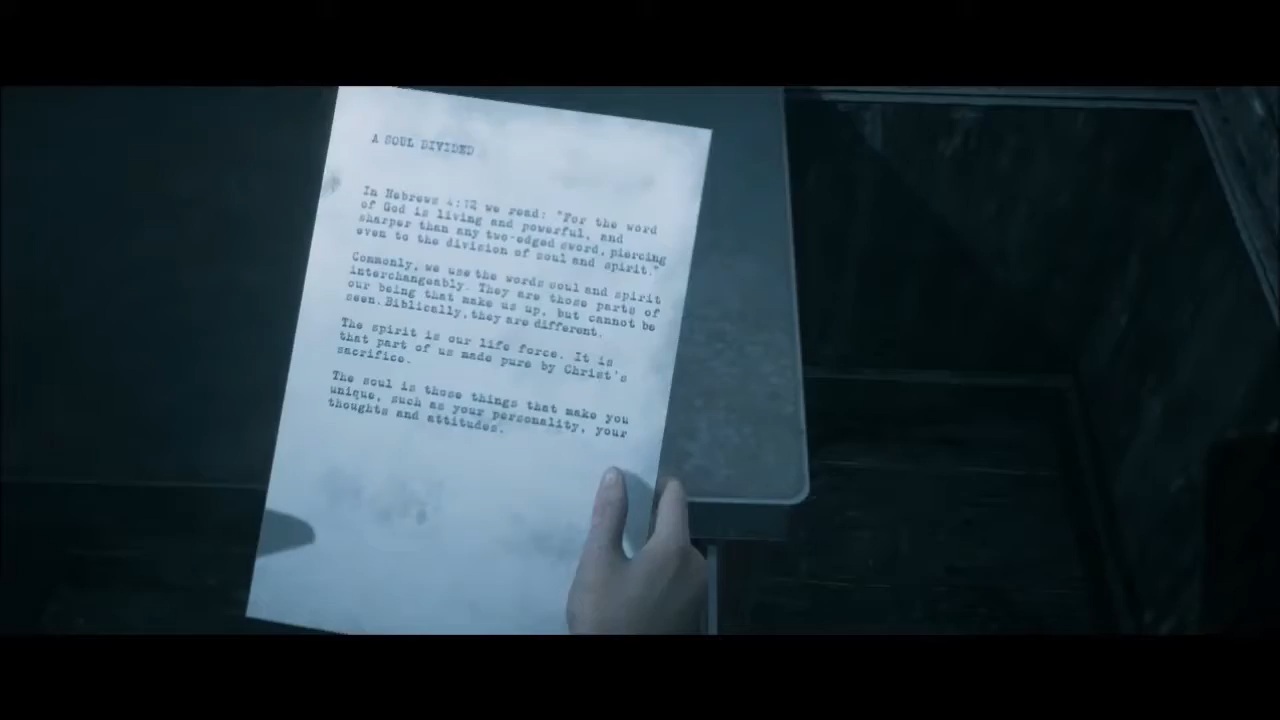 A SOUL DIVIDED
In Hebrews 4:12 we read: "For the word
of God is living and powerful, and
sharper than any two-edged sword, piercing
even to the division of soul and spirit."
Commonly, we use the words soul and spirit
interchangeably. They are those parts of
our being that make us up, but cannot be
seen. Biblically, they are different.
The spirit is our life force. It is
that part of us made pure by Christ's
sacrifice.
The soul is those things that make you
unique, such as your personality, your
thoughts and attitudes.